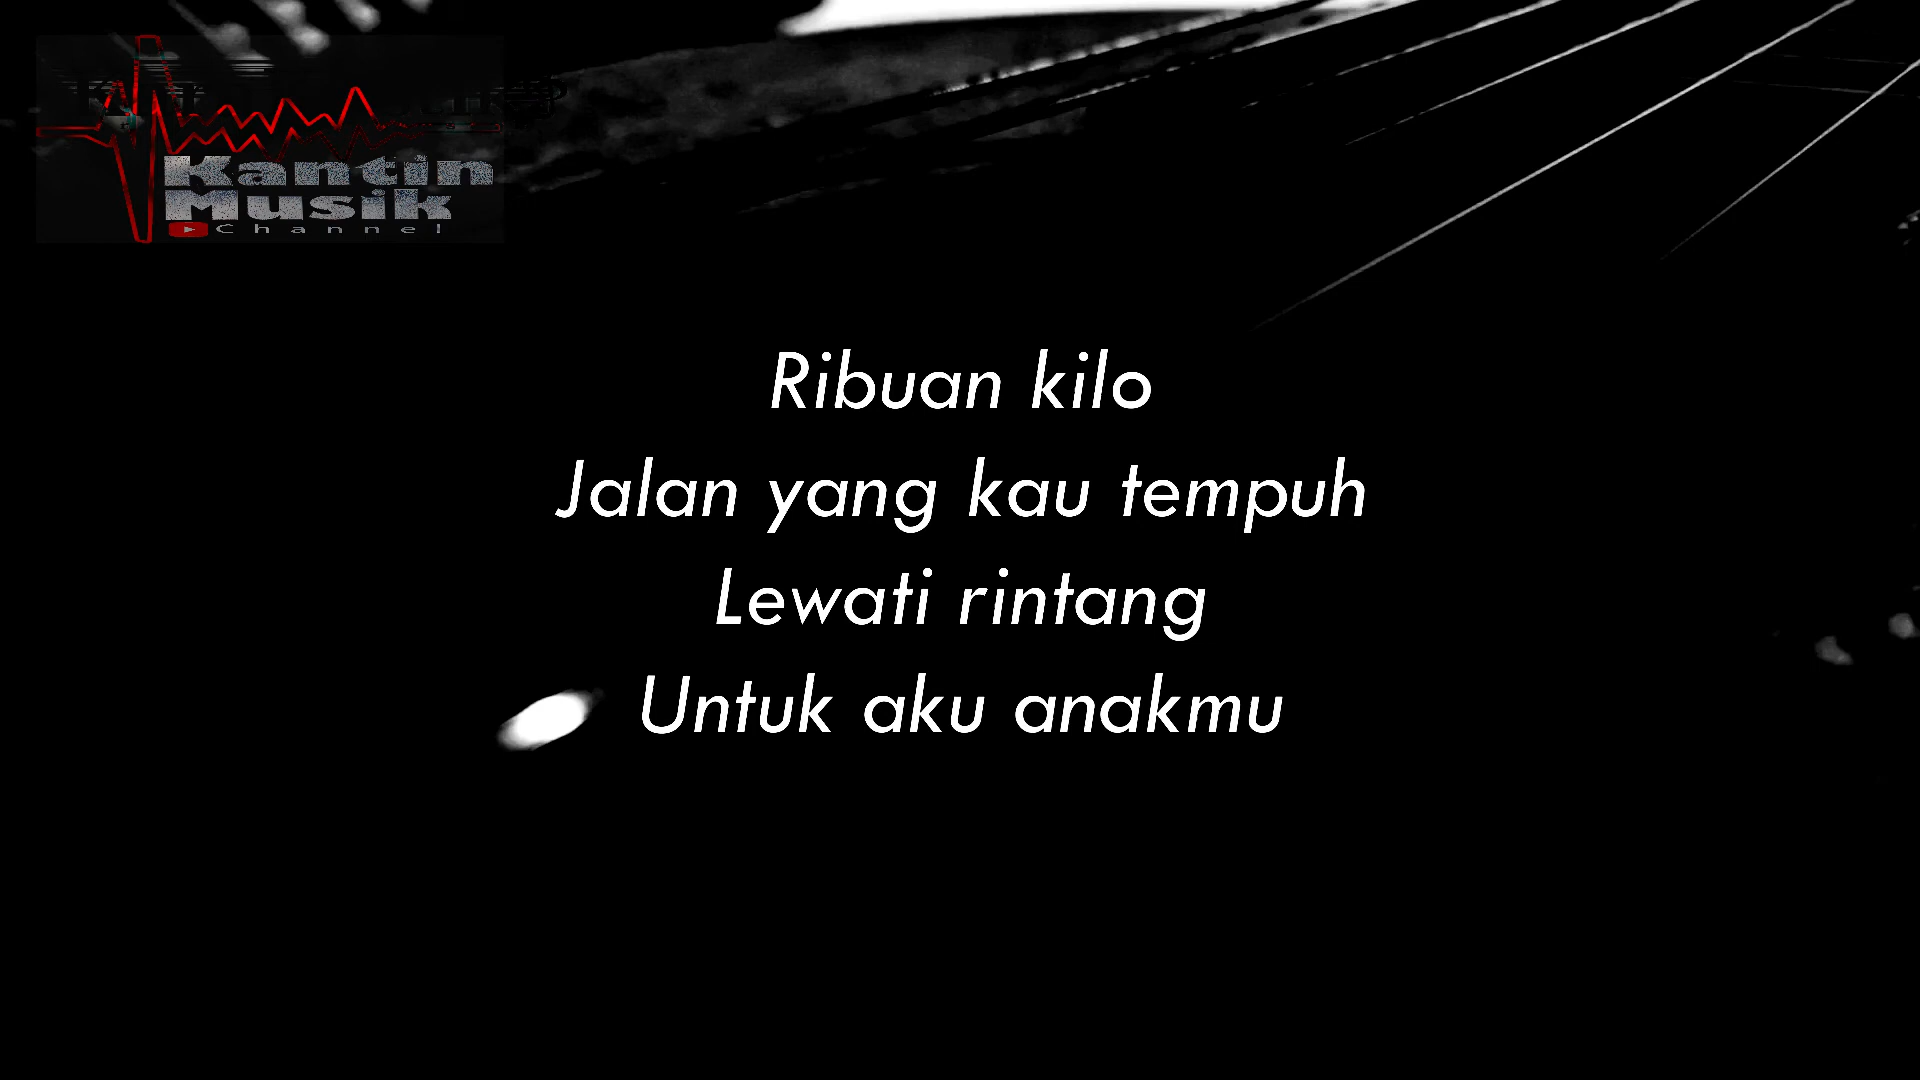 Kantin
Musik
Channel
Ribuan kilo
Jalan yang kau tempuh
Lewati rintang
Untuk aku anakmu